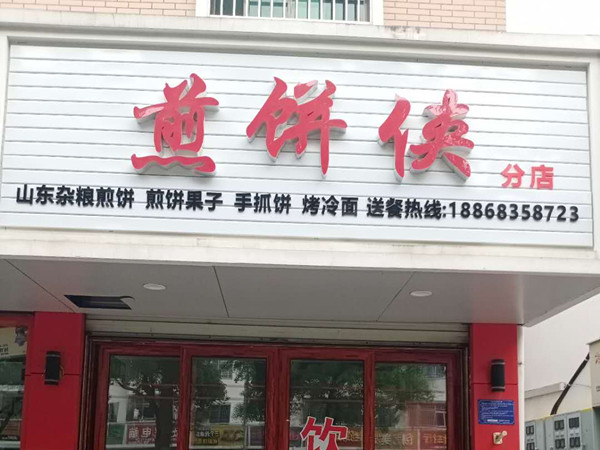 煎饼侠 分店
山东杂粮煎饼 煎饼果子 手抓饼 烤冷面 送餐热线:18868358723
饮